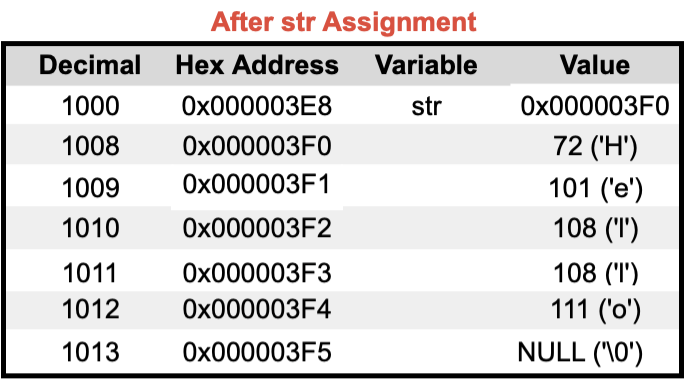 After str Assignment
Decimal Hex Address Variable Value
1000 0x000003E8 str 0x000003F0
1008 0x000003F0 72 ('H')
1009 0x000003F1 101 ('e')
1010 0x000003F2 108 ('l')
1011 0x000003F3 108 ('l')
1012 0x000003F4 111 ('o')
1013 0x000003F5 NULL ('\0')